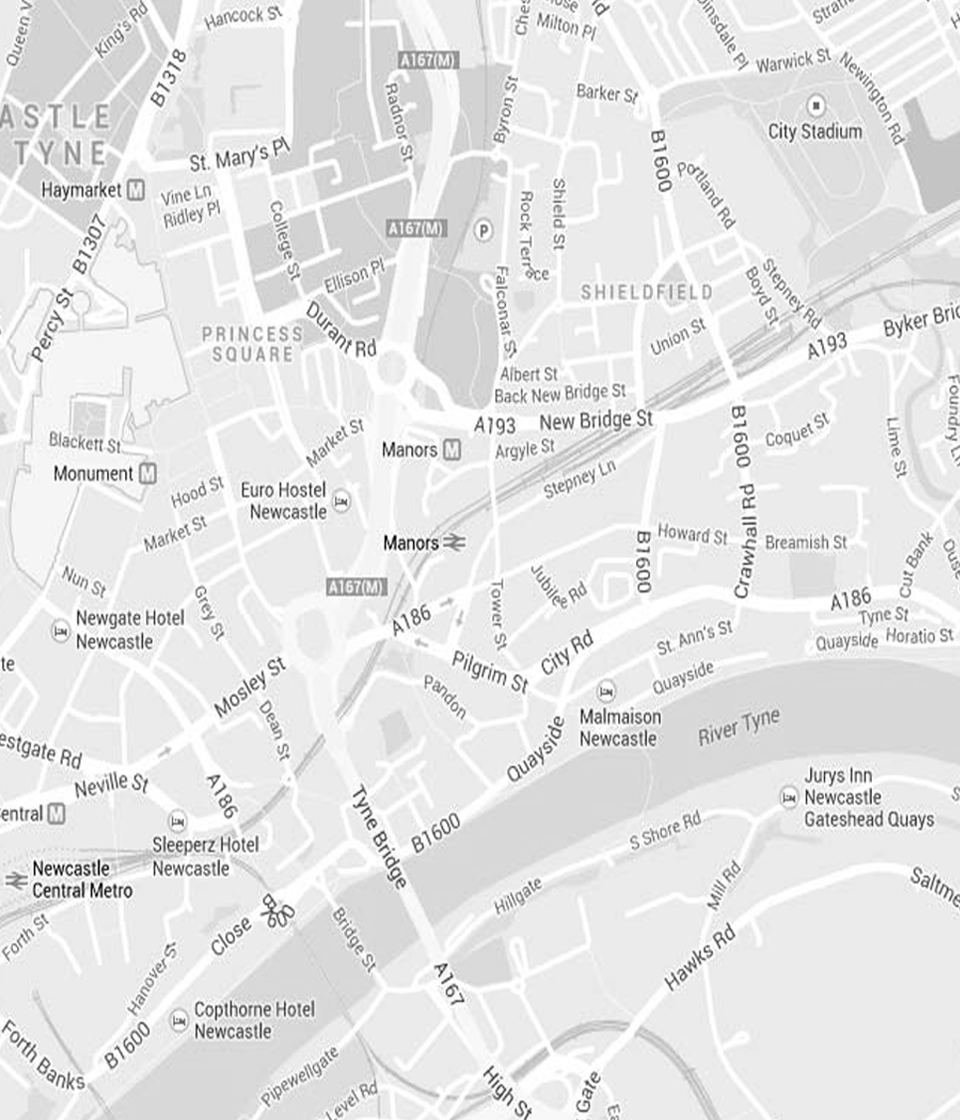 Queen V
King's Rd
B1318
Hancock St
A167(M)
Radnor St
Milton Pl
Byron St
Barker St
Warwick St
Newington Rd
City Stadium
ASTLE
TYNE
St. Mary's Pl
Haymarket M
Vine Ln
Ridley Pl
College St
A167(M)
P
Rock Terrace
Shield St
B1600
Portland Rd
B1307
Ellison Pl
Falconar St
SHIELDFIELD
Boyd St
Stepney Rd
Percy St
PRINCESS
SQUARE
Durant Rd
Union St
A193
Albert St
Back New Bridge St
A193
New Bridge St
Blackett St
Monument M
Market St
Manors M
Argyle St
Stepney Ln
B1600
Coquet St
Lime St
Hood St
Euro Hostel
Newcastle
Market St
Manors
B1600
Howard St
Crawhall Rd
Breamish St
Cut Bank
Nun St
A167(M)
Grey St
A186
Tower St
Jubilee Rd
A186
Tyne St
Quayside
Horatio St
Newgate Hotel
Newcastle
Mosley St
Pilgrim St
City Rd
St. Ann's St
Quayside
Pandon
Malmaison
Newcastle
River Tyne
estgate Rd
Dean St
Quayside
Neville St
A186
entral M
Tyne Bridge
B1600
S Shore Rd
Jurys Inn
Newcastle
Gateshead Quays
Sleeperz Hotel
Newcastle
Newcastle
Central Metro
Hillgate
Mill Rd
Forth St
Close
Bridge St
Hawks Rd
Hanover St
A167
Copthorne Hotel
Newcastle
Forth Banks
B1600
Pipewellgate
Level Rd
High St
Gate